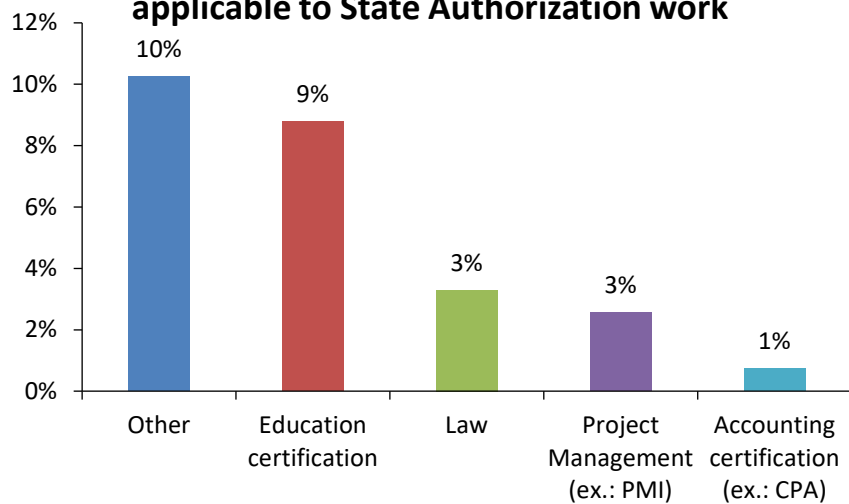 applicable to State Authorization work
12%
10%
8%
6%
4%
2%
0%
10%
9%
3%
3%
1%
Other
Education
certification
Law
Project
Management
(ex.: PMI)
Accounting
certification
(ex.: CPA)